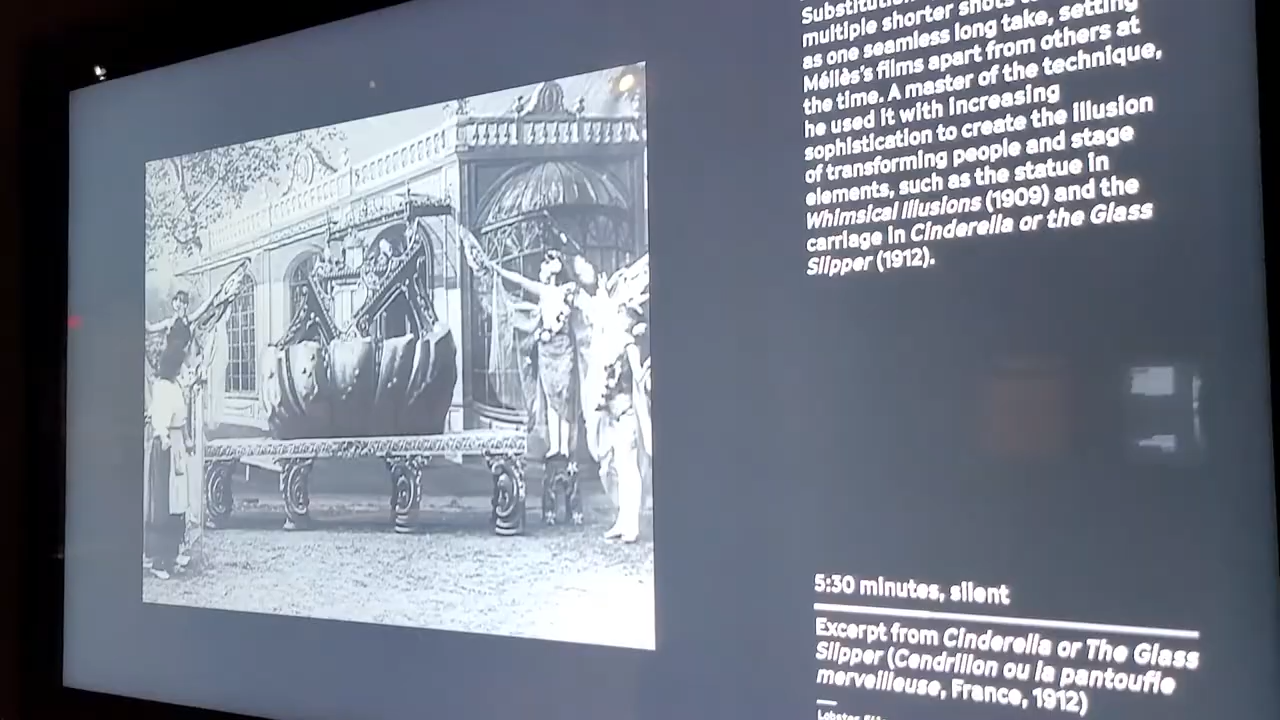 multiple shorter shots
as one seamless long take, setting
Méliès's films apart from others at
the time. A master of the technique,
he used it with increasing
sophistication to create the illusion
of transforming people and stage
elements, such as the statue in
Whimsical Illusions (1909) and the
carriage in Cinderella or the Glass
Slipper (1912).
5:30 minutes, silent
Excerpt from Cinderella or The Glass
Slipper (Cendrillon ou la pantoufle
merveilleuse, France, 1912)
Lobster